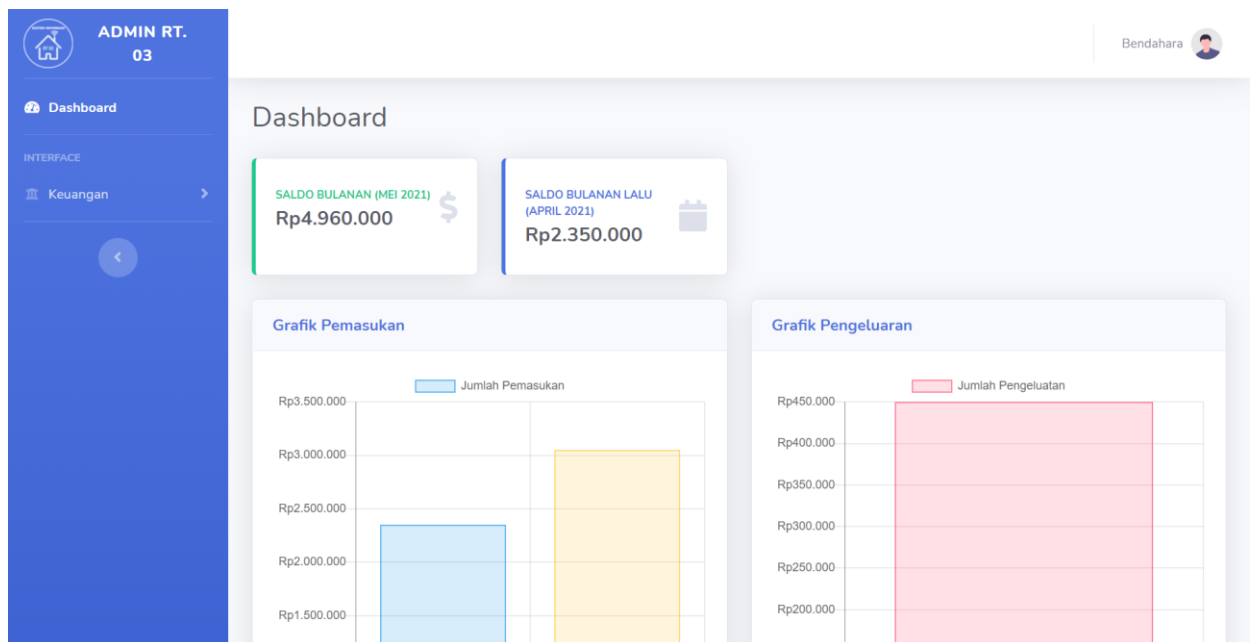 ADMIN RT.
03
Bendahara
Dashboard
INTERFACE
Keuangan
Dashboard
SALDO BULANAN (MEI 2021)
Rp4.960.000
SALDO BULANAN LALU
(APRIL 2021)
Rp2.350.000
Grafik Pemasukan
Jumlah Pemasukan
Rp3.500.000
Rp3.000.000
Rp2.500.000
Rp2.000.000
Rp1.500.000
Grafik Pengeluaran
Jumlah Pengeluatan
Rp450.000
Rp400.000
Rp350.000
Rp300.000
Rp250.000
Rp200.000